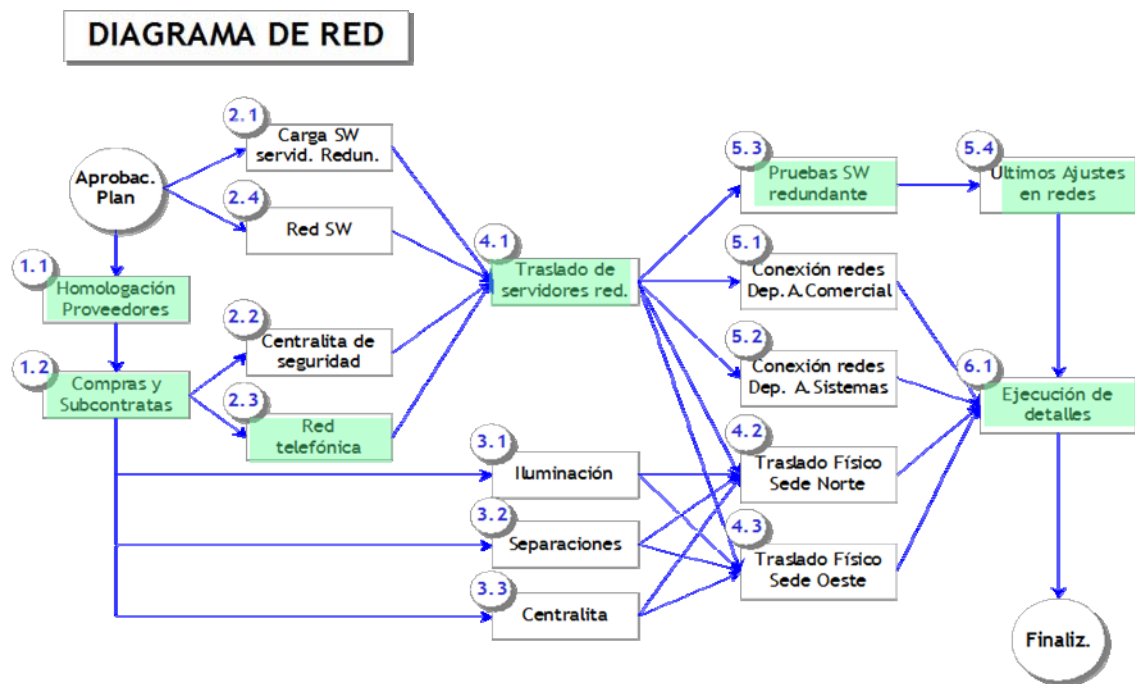 DIAGRAMA DE RED
Aprobac.
Plan
2.1
Carga SW
servid. Redun.
2.4
Red SW
1.1
Homologación
Proveedores
1.2
Compras y
Subcontratas
2.2
Centralita de
seguridad
2.3
Red
telefónica
4.1
Traslado de
servidores red.
3.1
Iluminación
3.2
Separaciones
3.3
Centralita
5.3
Pruebas SW
redundante
5.4
Ultimos Ajustes
en redes
5.1
Conexión redes
Dep. A. Comercial
5.2
Conexión redes
Dep. A. Sistemas
4.2
Traslado Físico
Sede Norte
4.3
Traslado Físico
Sede Oeste
6.1
Ejecución de
detalles
Finaliz.